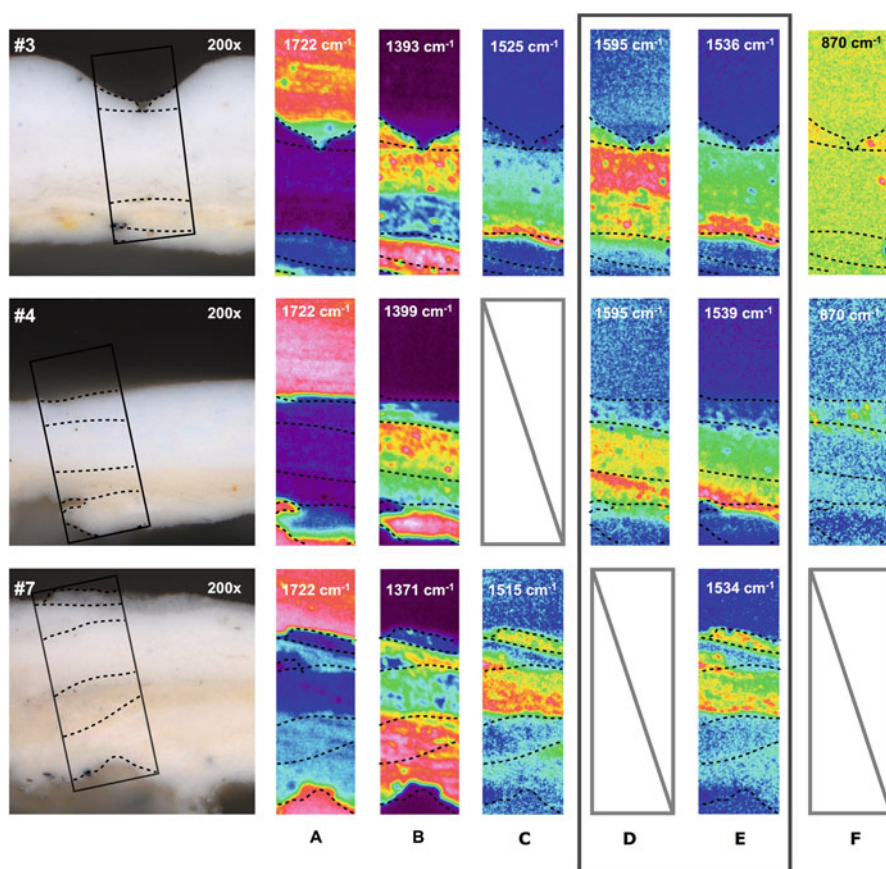 #3 200x 1722 cm⁻¹ 1393 cm⁻¹ 1525 cm⁻¹ 1595 cm⁻¹ 1536 cm⁻¹ 870 cm⁻¹
#4 200x 1722 cm⁻¹ 1399 cm⁻¹ 1595 cm⁻¹ 1539 cm⁻¹ 870 cm⁻¹
#7 200x 1722 cm⁻¹ 1371 cm⁻¹ 1515 cm⁻¹ 1534 cm⁻¹
A B C D E F